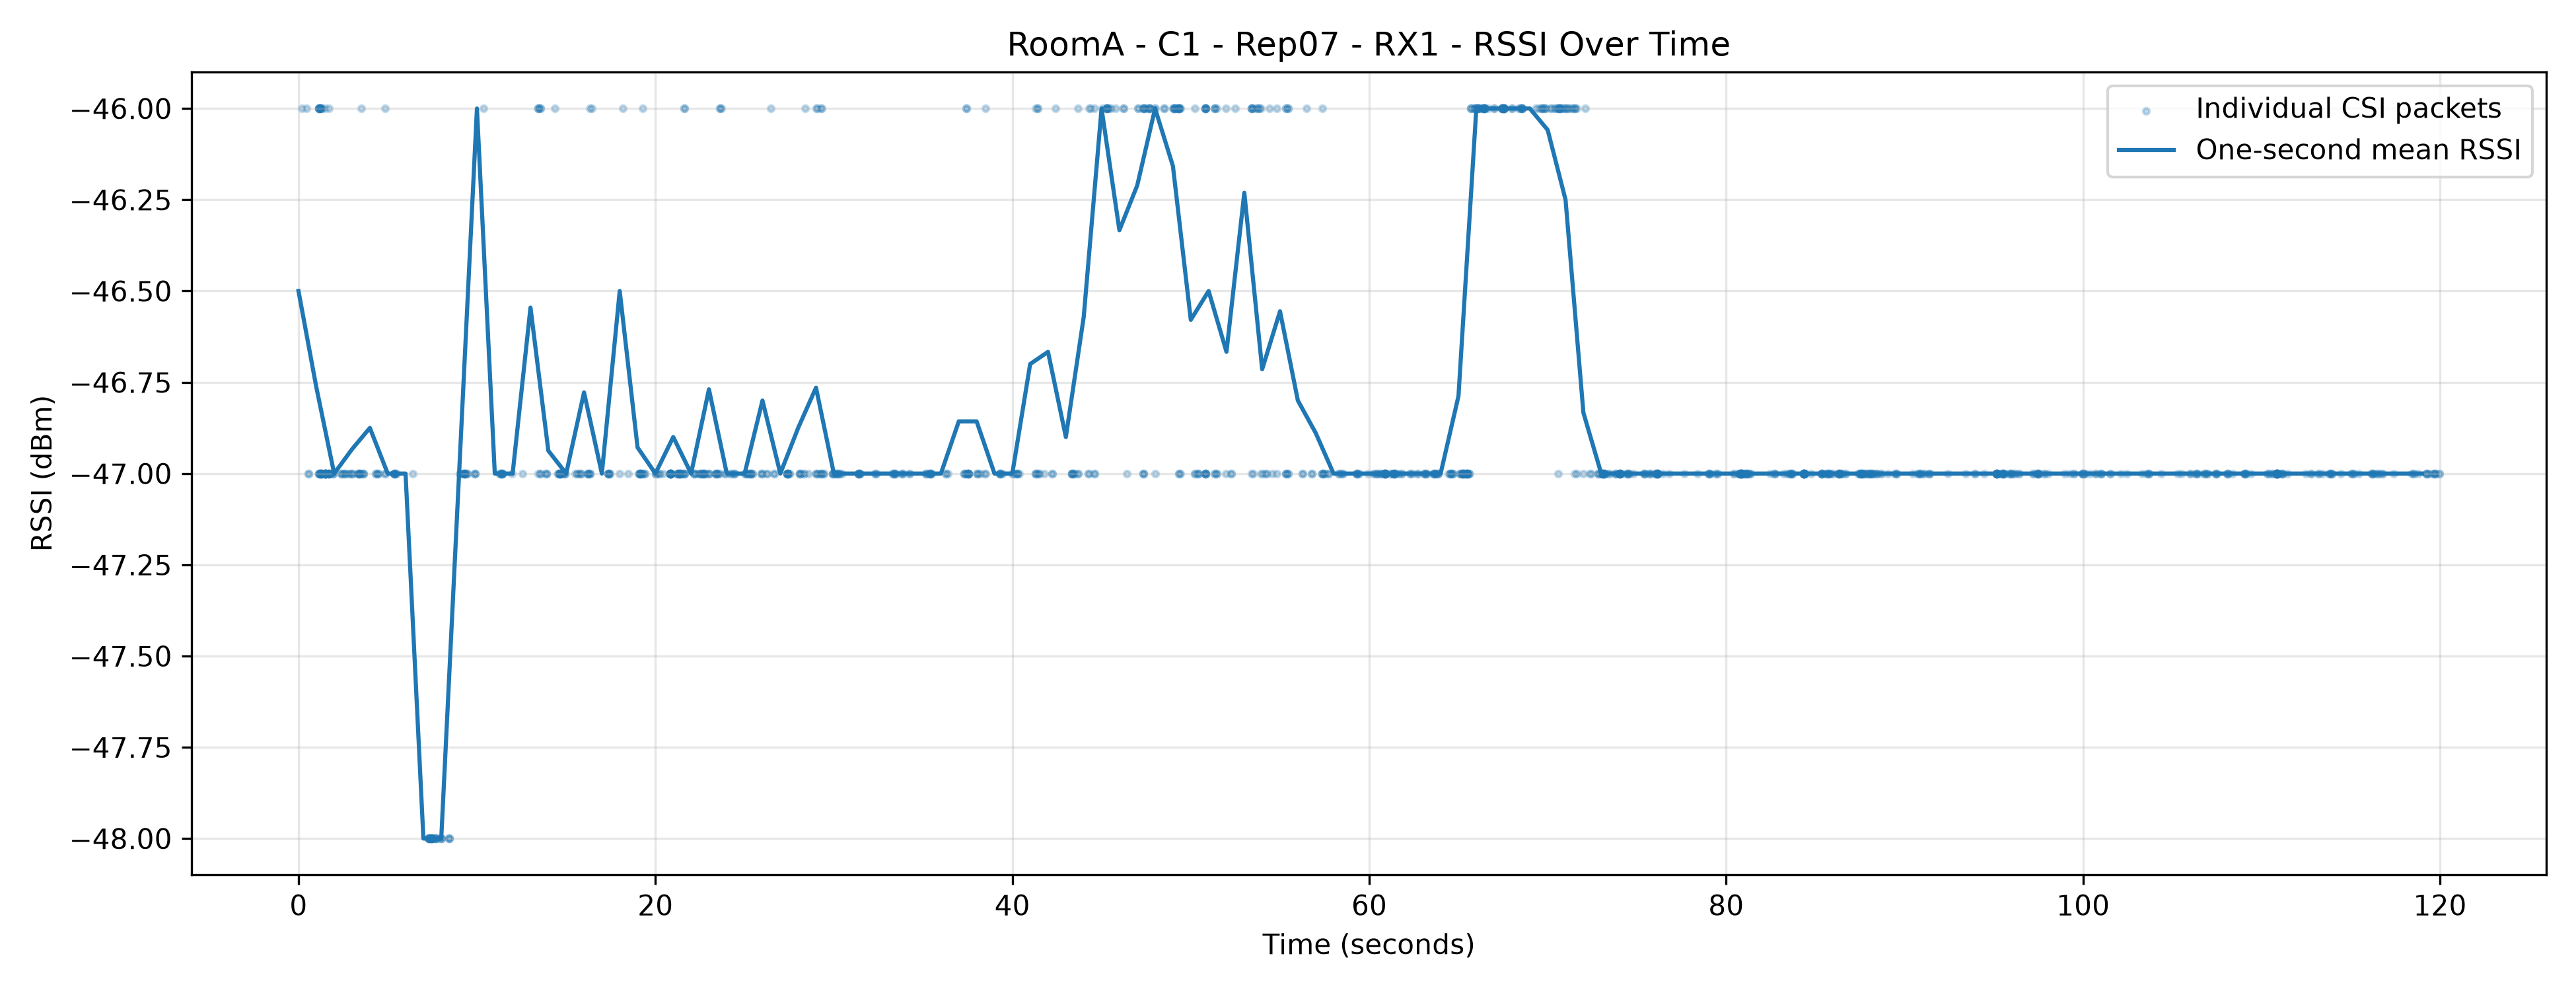 RoomA - C1 - Rep07 - RX1 - RSSI Over Time
Individual CSI packets
One-second mean RSSI
RSSI (dBm)
−46.00
−46.25
−46.50
−46.75
−47.00
−47.25
−47.50
−47.75
−48.00
0 20 40 60 80 100 120
Time (seconds)